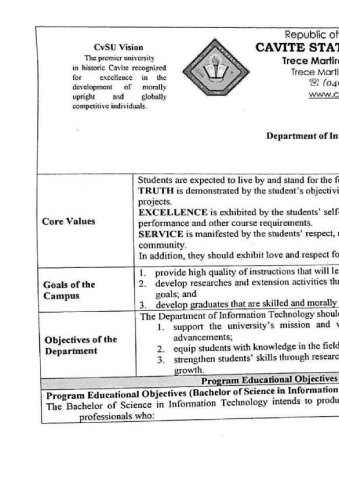 Republic of
CvSU Vision
CAVITE STAT
The premier university
Trece Martir
in historic Cavite recognized
Trece Marti
for excellence in the
☏ (04
development of morally
www.c
upright and globally
competitive individuals.
Department of In
Students are expected to live by and stand for the f
TRUTH is demonstrated by the student's objectivi
projects.
EXCELLENCE is exhibited by the students' self
Core Values
performance and other course requirements.
SERVICE is manifested by the students' respect,
community.
In addition, they should exhibit love and respect fo
Goals of the Campus
1. provide high quality of instructions that will le
2. develop researches and extension activities thr
goals; and
3. develop graduates that are skilled and morally
Objectives of the Department
The Department of Information Technology shoul
1. support the university's mission and v
advancements;
2. equip students with knowledge in the field
3. strengthen students' skills through researc
growth.
Program Educational Objectives
Program Educational Objectives (Bachelor of Science in Information
The Bachelor of Science in Information Technology intends to produ
professionals who: